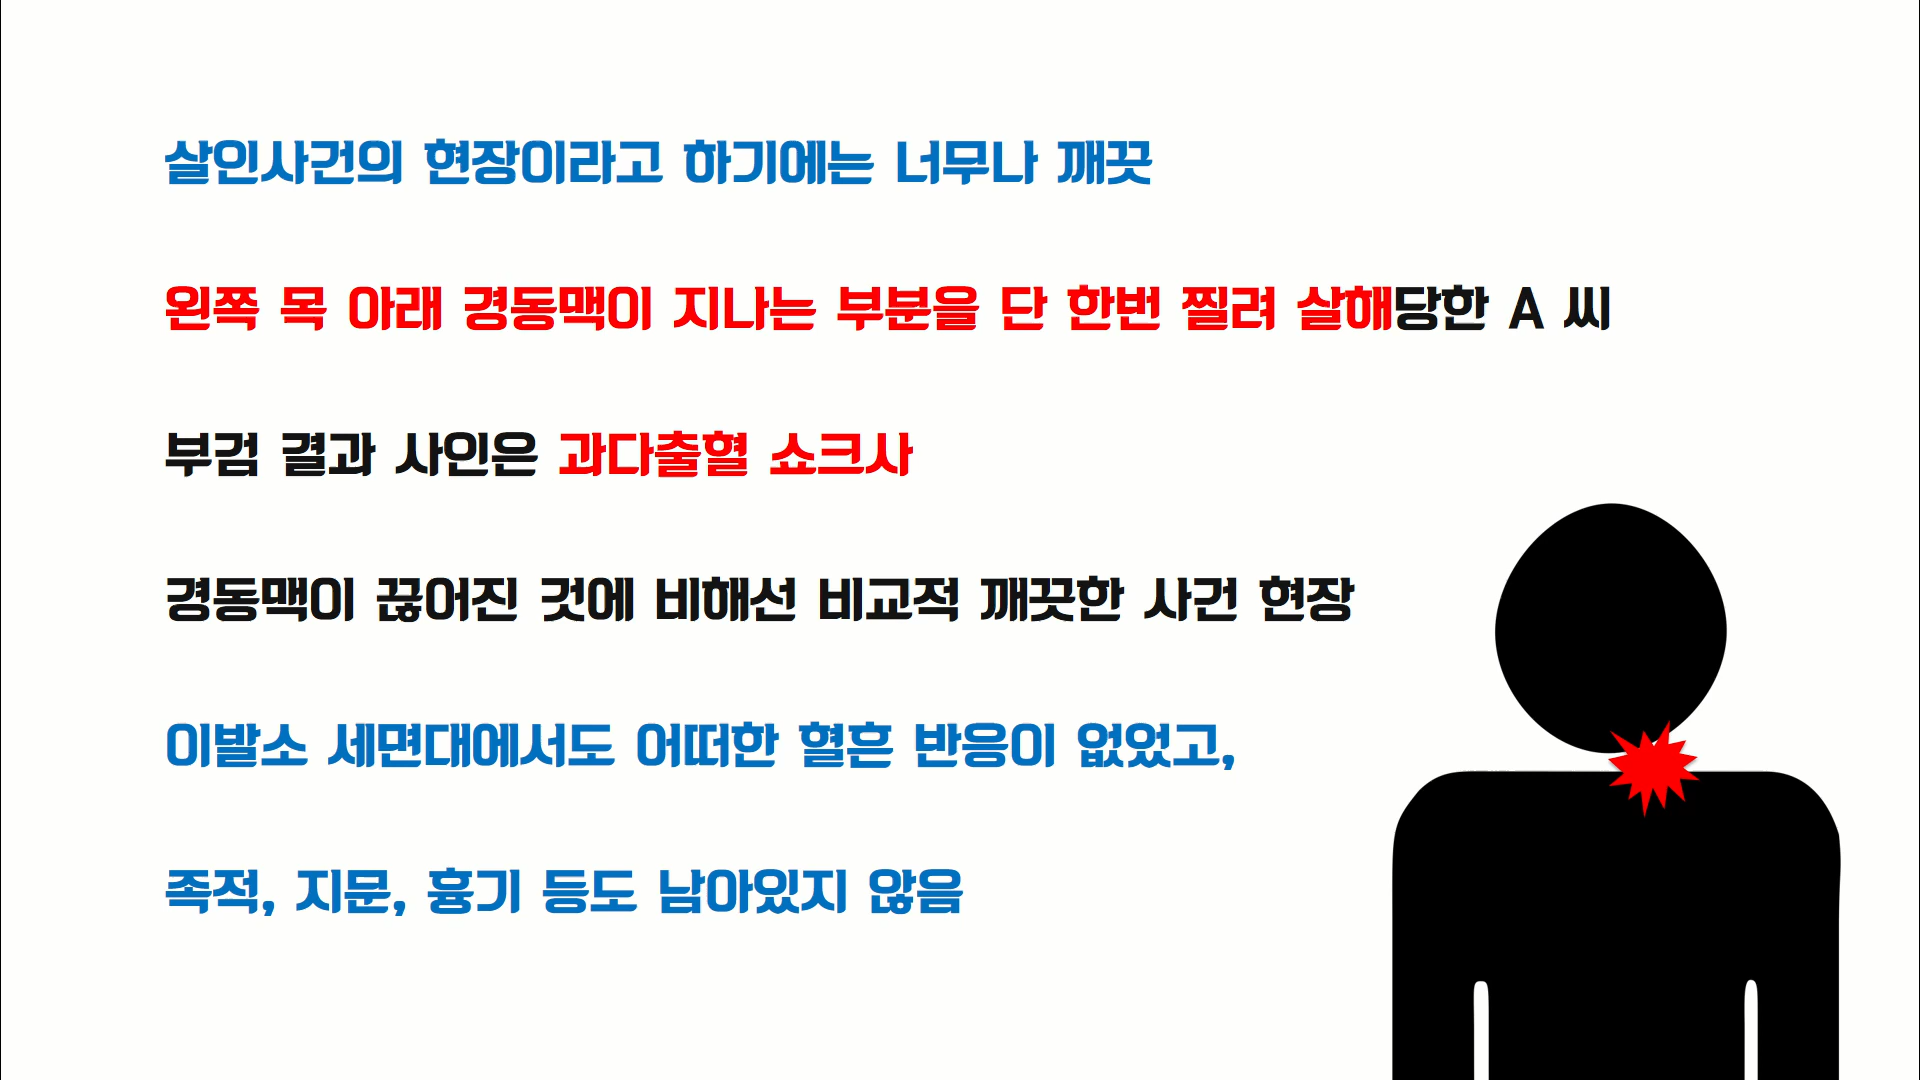 살인사건의 현장이라고 하기에는 너무나 깨끗
왼쪽 목 아래 경동맥이 지나는 부분을 단 한번 찔려 살해당한 A 씨
부검 결과 사인은 과다출혈 쇼크사
경동맥이 끊어진 것에 비해선 비교적 깨끗한 사건 현장
이발소 세면대에서도 어떠한 혈흔 반응이 없었고,
족적, 지문, 흉기 등도 남아있지 않음